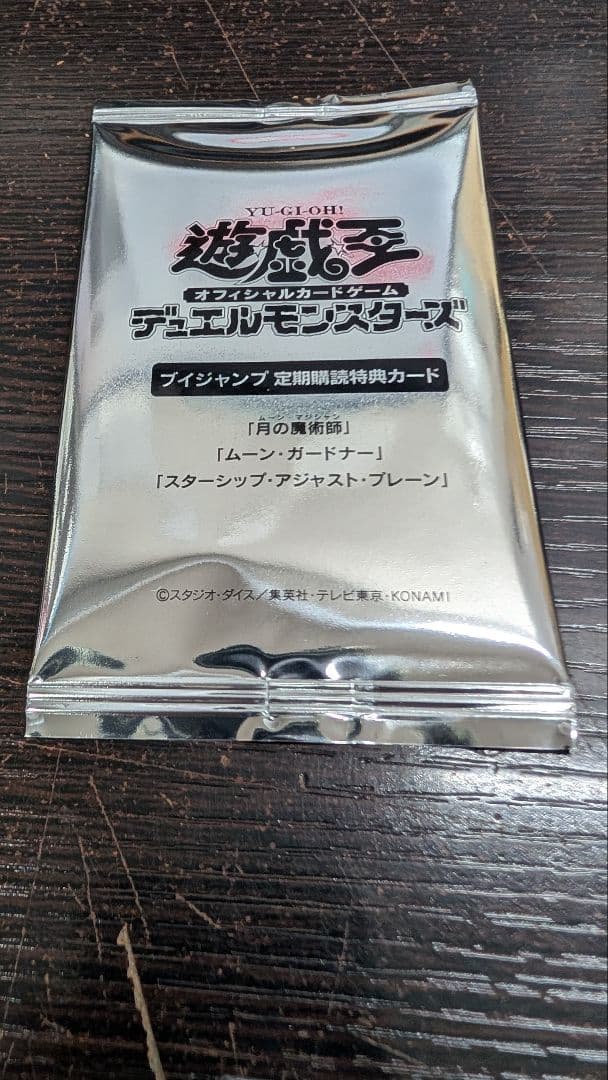 YU-GI-OH!
遊☆戯☆王
オフィシャルカードゲーム
デュエルモンスターズ
ブイジャンプ 定期購読特典カード
ムーン マジシャン
「月の魔術師」
「ムーン・ガードナー」
「スターシップ・アジャスト・プレーン」
©スタジオ・ダイス/集英社・テレビ東京・KONAMI